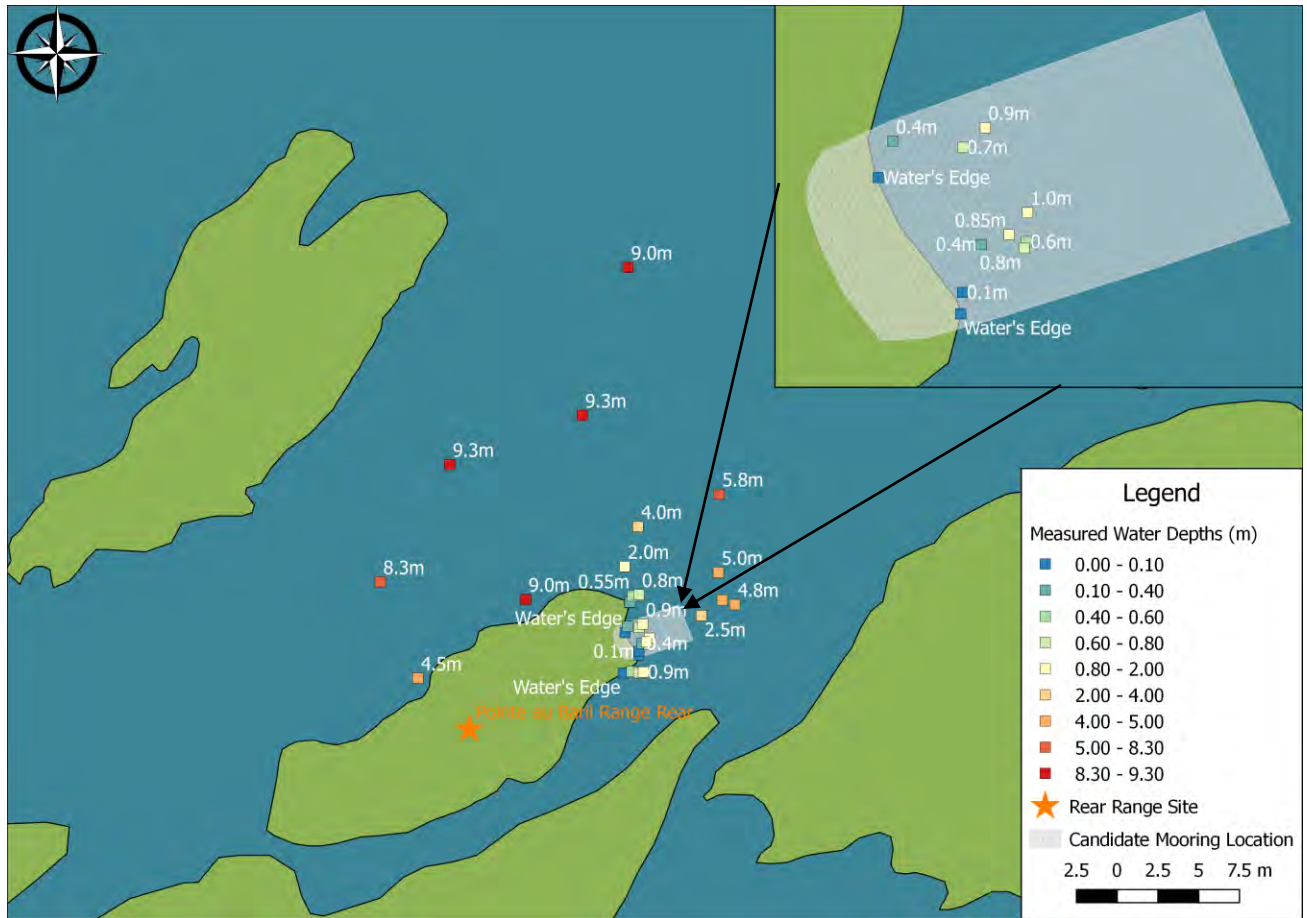 0.9m
0.4m
0.7m
Water's Edge
1.0m
0.85m
0.4m
0.6m
0.8m
0.1m
Water's Edge
9.0m
9.3m
9.3m
5.8m
4.0m
2.0m
5.0m
8.3m
0.55m
0.8m
9.0m
4.8m
0.9m
Water's Edge
2.5m
0.4m
0.1m
4.5m
0.9m
Water's Edge
Pointe au Baril Range Rear
Legend
Measured Water Depths (m)
0.00 - 0.10
0.10 - 0.40
0.40 - 0.60
0.60 - 0.80
0.80 - 2.00
2.00 - 4.00
4.00 - 5.00
5.00 - 8.30
8.30 - 9.30
Rear Range Site
Candidate Mooring Location
2.5 0 2.5 5 7.5 m